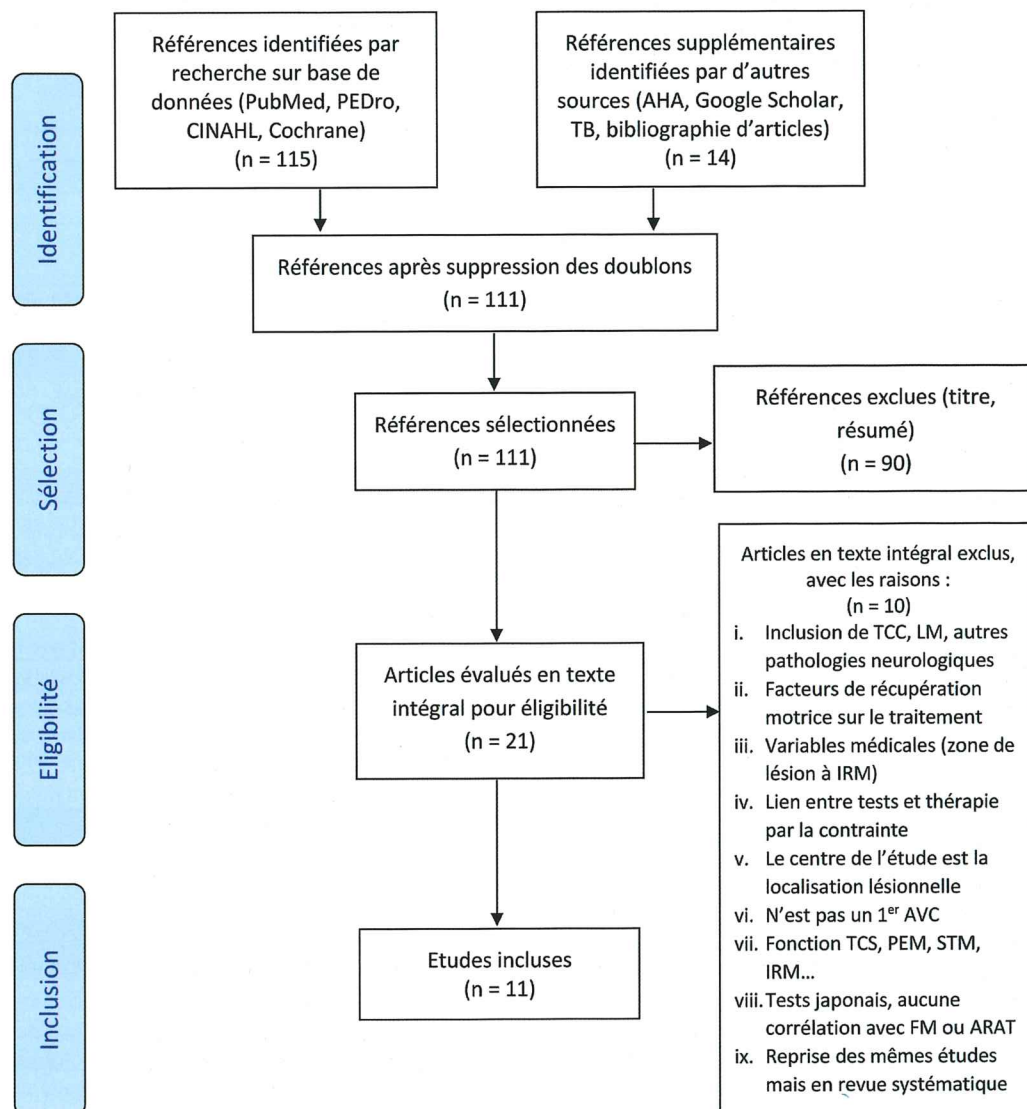 Références identifiées par
recherche sur base de
données (PubMed, PEDro,
CINAHL, Cochrane)
(n = 115)
Références supplémentaires
identifiées par d'autres
sources (AHA, Google Scholar,
TB, bibliographie d'articles)
(n = 14)
Identification
Références après suppression des doublons
(n = 111)
Sélection
Références sélectionnées
(n = 111)
Références exclues (titre,
résumé)
(n = 90)
Eligibilité
Articles évalués en texte
intégral pour éligibilité
(n = 21)
Articles en texte intégral exclus,
avec les raisons :
(n = 10)
i. Inclusion de TCC, LM, autres
pathologies neurologiques
ii. Facteurs de récupération
motrice sur le traitement
iii. Variables médicales (zone de
lésion à IRM)
iv. Lien entre tests et thérapie
par la contrainte
v. Le centre de l'étude est la
localisation lésionnelle
vi. N'est pas un 1er AVC
vii. Fonction TCS, PEM, STM,
IRM...
viii. Tests japonais, aucune
corrélation avec FM ou ARAT
ix. Reprise des mêmes études
mais en revue systématique
Inclusion
Etudes incluses
(n = 11)